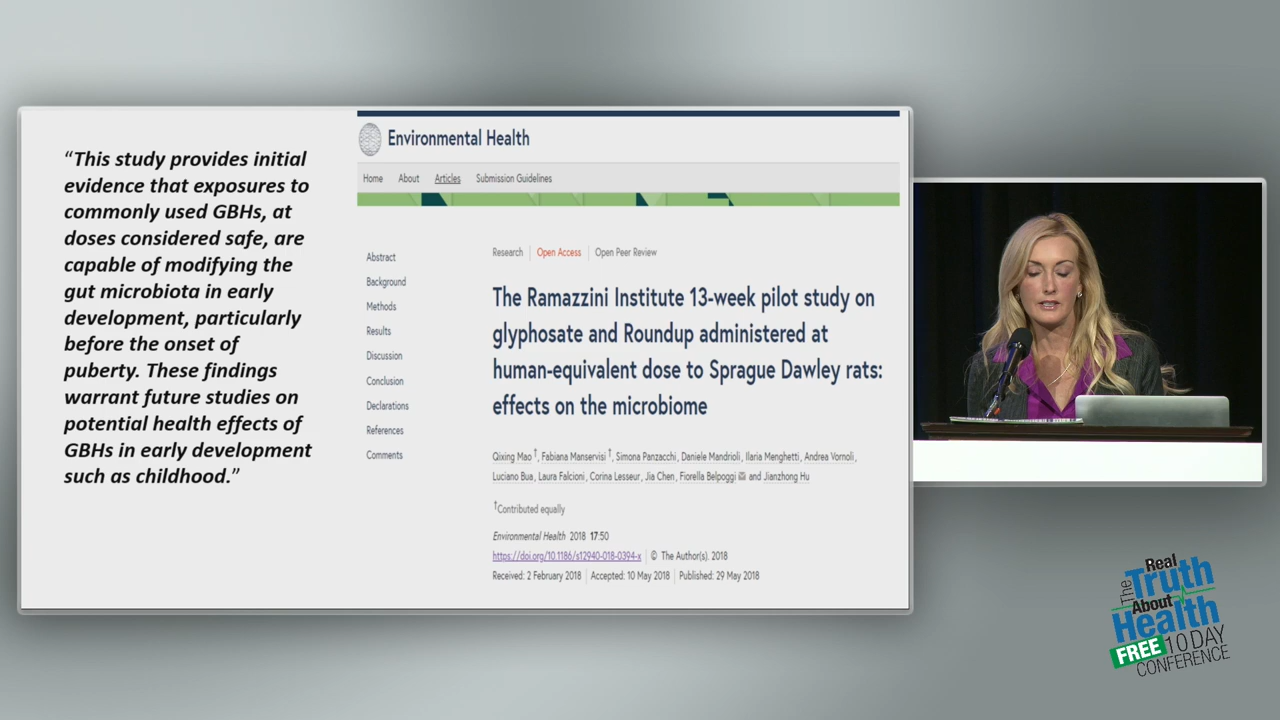 “This study provides initial
evidence that exposures to
commonly used GBHs, at
doses considered safe, are
capable of modifying the
gut microbiota in early
development, particularly
before the onset of
puberty. These findings
warrant future studies on
potential health effects of
GBHs in early development
such as childhood.”
Environmental Health
Home About Articles Submission Guidelines
Abstract
Background
Methods
Results
Discussion
Conclusion
Declarations
References
Comments
Research Open Access Open Peer Review
The Ramazzini Institute 13-week pilot study on
glyphosate and Roundup administered at
human-equivalent dose to Sprague Dawley rats:
effects on the microbiome
Qixing Mao †, Fabiana Manservisi †, Simona Panzacchi, Daniele Mandrioli, Ilaria Menghetti, Andrea Vornoli,
Luciano Bua, Laura Falcioni, Corina Lesseur, Jia Chen, Fiorella Belpoggi and Jianzhong Hu
†Contributed equally
Environmental Health 2018 17:50
https://doi.org/10.1186/s12940-018-0394-x © The Author(s). 2018
Received: 2 February 2018 Accepted: 10 May 2018 Published: 29 May 2018
The Real
Truth
About
Health
FREE 10 DAY
CONFERENCE